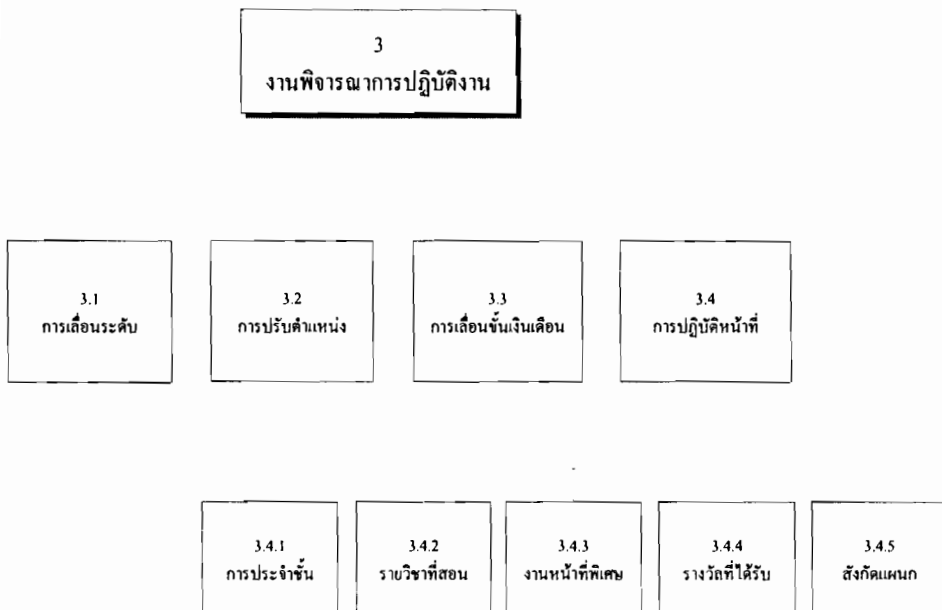 3
งานพิจารณาการปฏิบัติงาน
3.1
การเลื่อนระดับ
3.2
การปรับตำแหน่ง
3.3
การเลื่อนขั้นเงินเดือน
3.4
การปฏิบัติหน้าที่
3.4.1
การประจำชั้น
3.4.2
รายวิชาที่สอน
3.4.3
งานหน้าที่พิเศษ
3.4.4
รางวัลที่ได้รับ
3.4.5
สังกัดแผนก